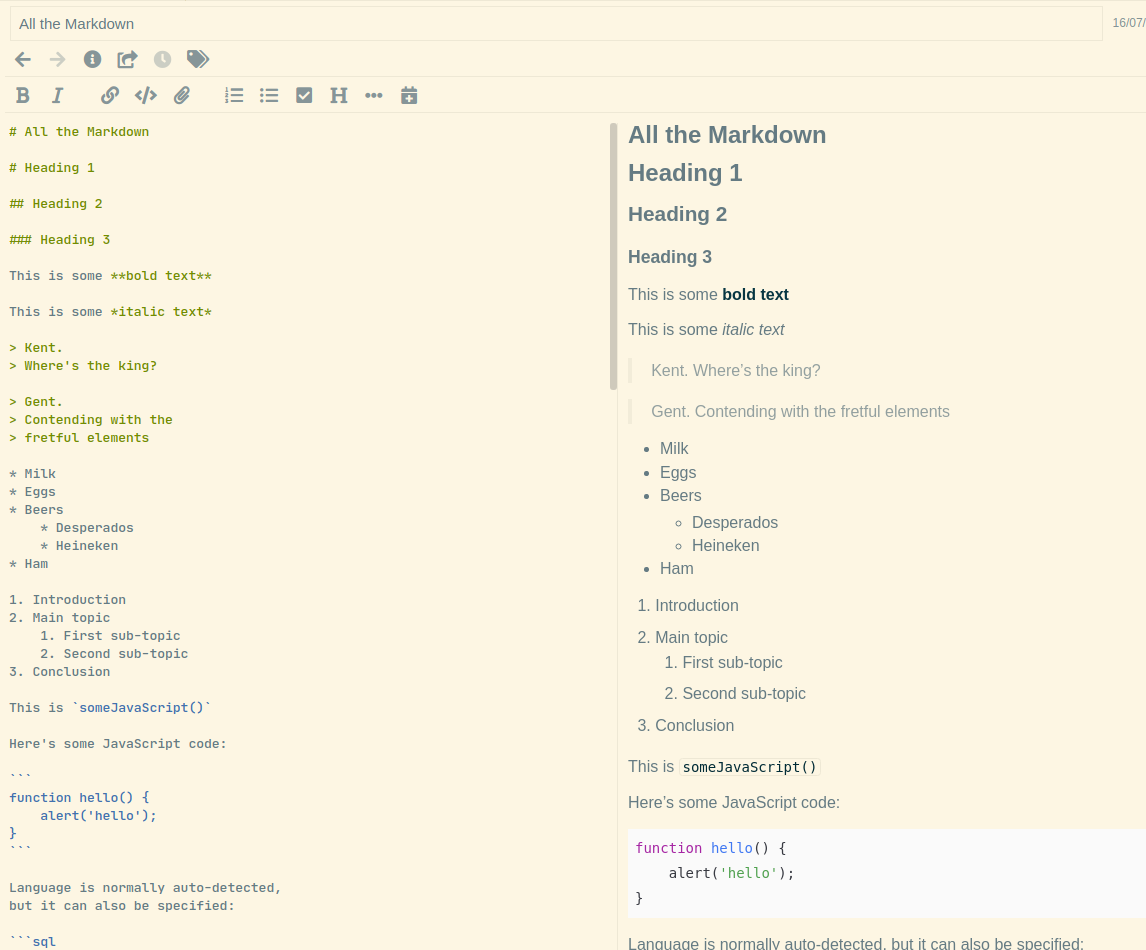 All the Markdown
16/07/
# All the Markdown
# Heading 1
## Heading 2
### Heading 3
This is some **bold text**
This is some *italic text*
> Kent.
> Where's the king?
> Gent.
> Contending with the
> fretful elements
* Milk
* Eggs
* Beers
    * Desperados
    * Heineken
* Ham
1. Introduction
2. Main topic
    1. First sub-topic
    2. Second sub-topic
3. Conclusion
This is `someJavaScript()`
Here's some JavaScript code:
```
function hello() {
    alert('hello');
}
```
Language is normally auto-detected,
but it can also be specified:
```sql
All the Markdown
Heading 1
Heading 2
Heading 3
This is some bold text
This is some italic text
Kent. Where’s the king?
Gent. Contending with the fretful elements
• Milk
• Eggs
• Beers
◦ Desperados
◦ Heineken
• Ham
1. Introduction
2. Main topic
1. First sub-topic
2. Second sub-topic
3. Conclusion
This is someJavaScript()
Here’s some JavaScript code:
function hello() {
    alert('hello');
}
Language is normally auto-detected, but it can also be specified: